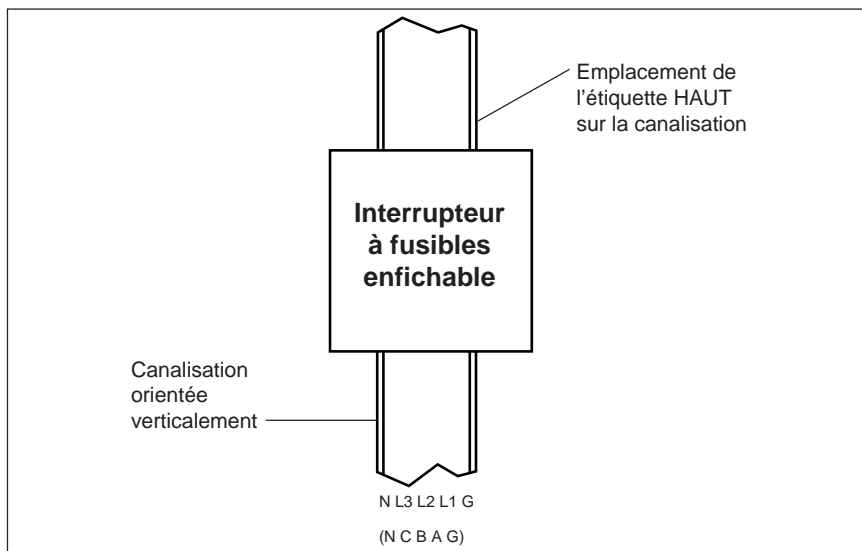 Emplacement de
l’étiquette HAUT
sur la canalisation
Interrupteur
à fusibles
enfichable
Canalisation
orientée
verticalement
N L3 L2 L1 G
(N C B A G)